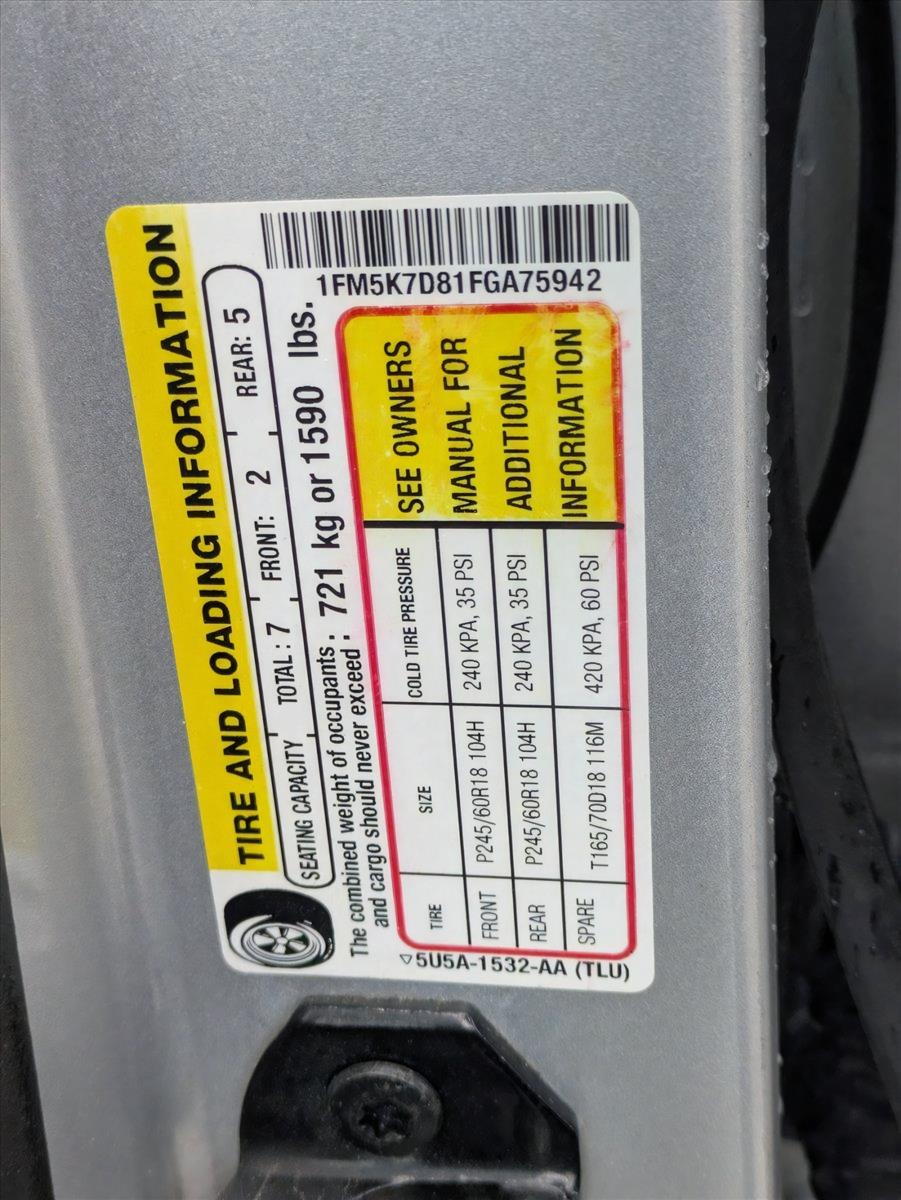 TIRE AND LOADING INFORMATION
SEATING CAPACITY TOTAL : 7 FRONT: 2 REAR: 5
The combined weight of occupants : 721 kg or 1590 lbs.
and cargo should never exceed :
1FM5K7D81FGA75942
TIRE SIZE COLD TIRE PRESSURE
FRONT P245/60R18 104H 240 KPA, 35 PSI
REAR P245/60R18 104H 240 KPA, 35 PSI
SPARE T165/70D18 116M 420 KPA, 60 PSI
SEE OWNERS
MANUAL FOR
ADDITIONAL
INFORMATION
5U5A-1532-AA (TLU)